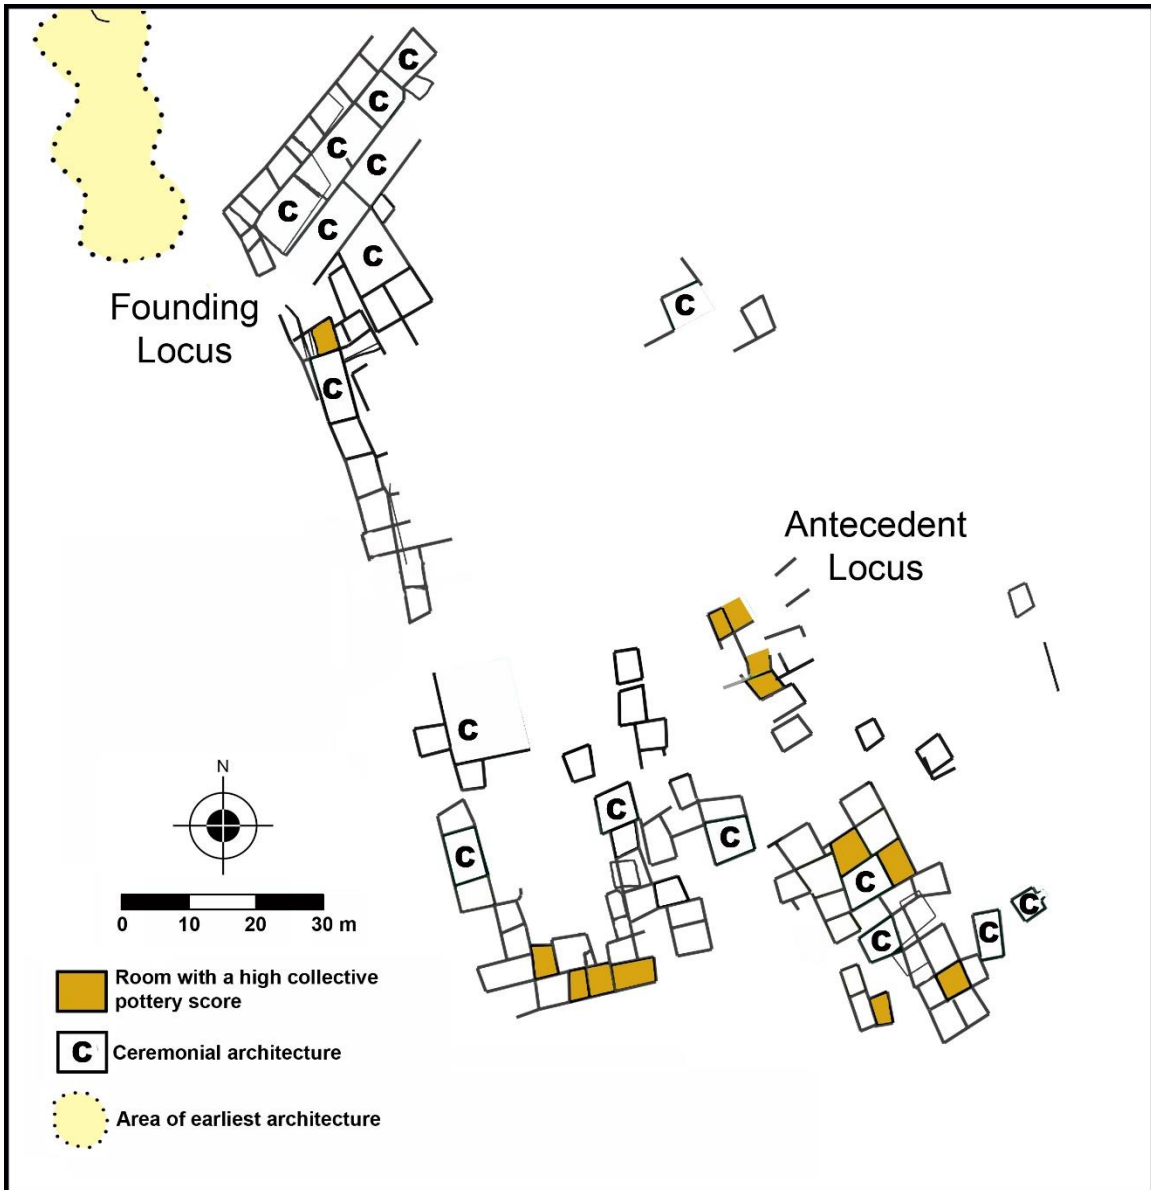 C
C
C
C
C
C
C
Founding
Locus
C
C
Antecedent
Locus
C
N
C
C
C
C
C
C
C
C
0 10 20 30 m
Room with a high collective
pottery score
C Ceremonial architecture
Area of earliest architecture